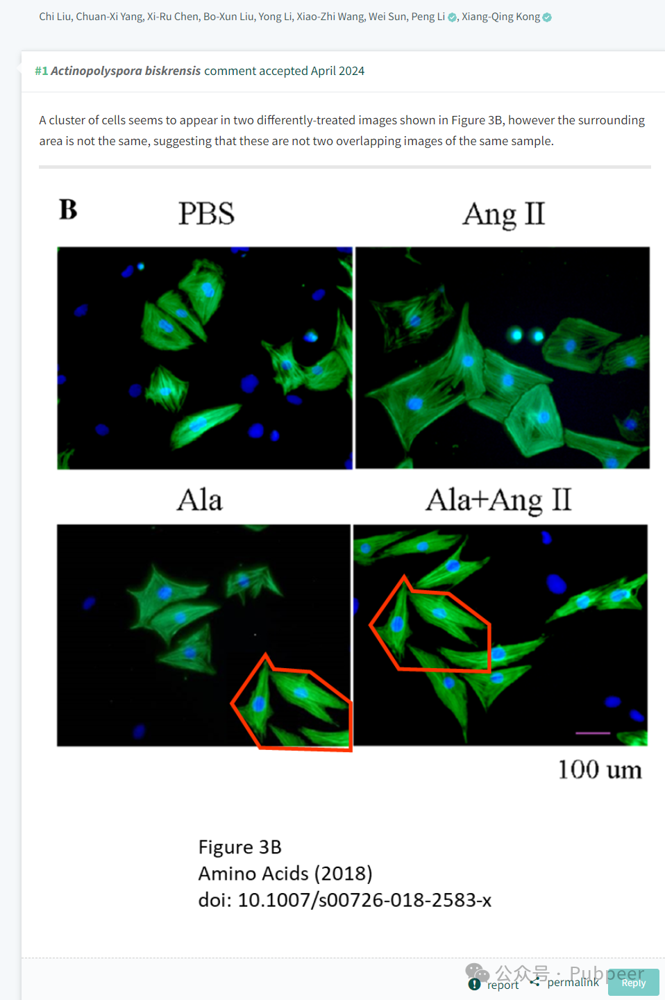 Chi Liu, Chuan-Xi Yang, Xi-Ru Chen, Bo-Xun Liu, Yong Li, Xiao-Zhi Wang, Wei Sun, Peng Li, Xiang-Qing Kong
#1 Actinopolyspora biskrensis comment accepted April 2024
A cluster of cells seems to appear in two differently-treated images shown in Figure 3B, however the surrounding
area is not the same, suggesting that these are not two overlapping images of the same sample.
B PBS Ang II
Ala Ala+Ang II
100 um
Figure 3B
Amino Acids (2018)
doi: 10.1007/s00726-018-2583-x
公众号 · Pubpeer
report permalink Reply